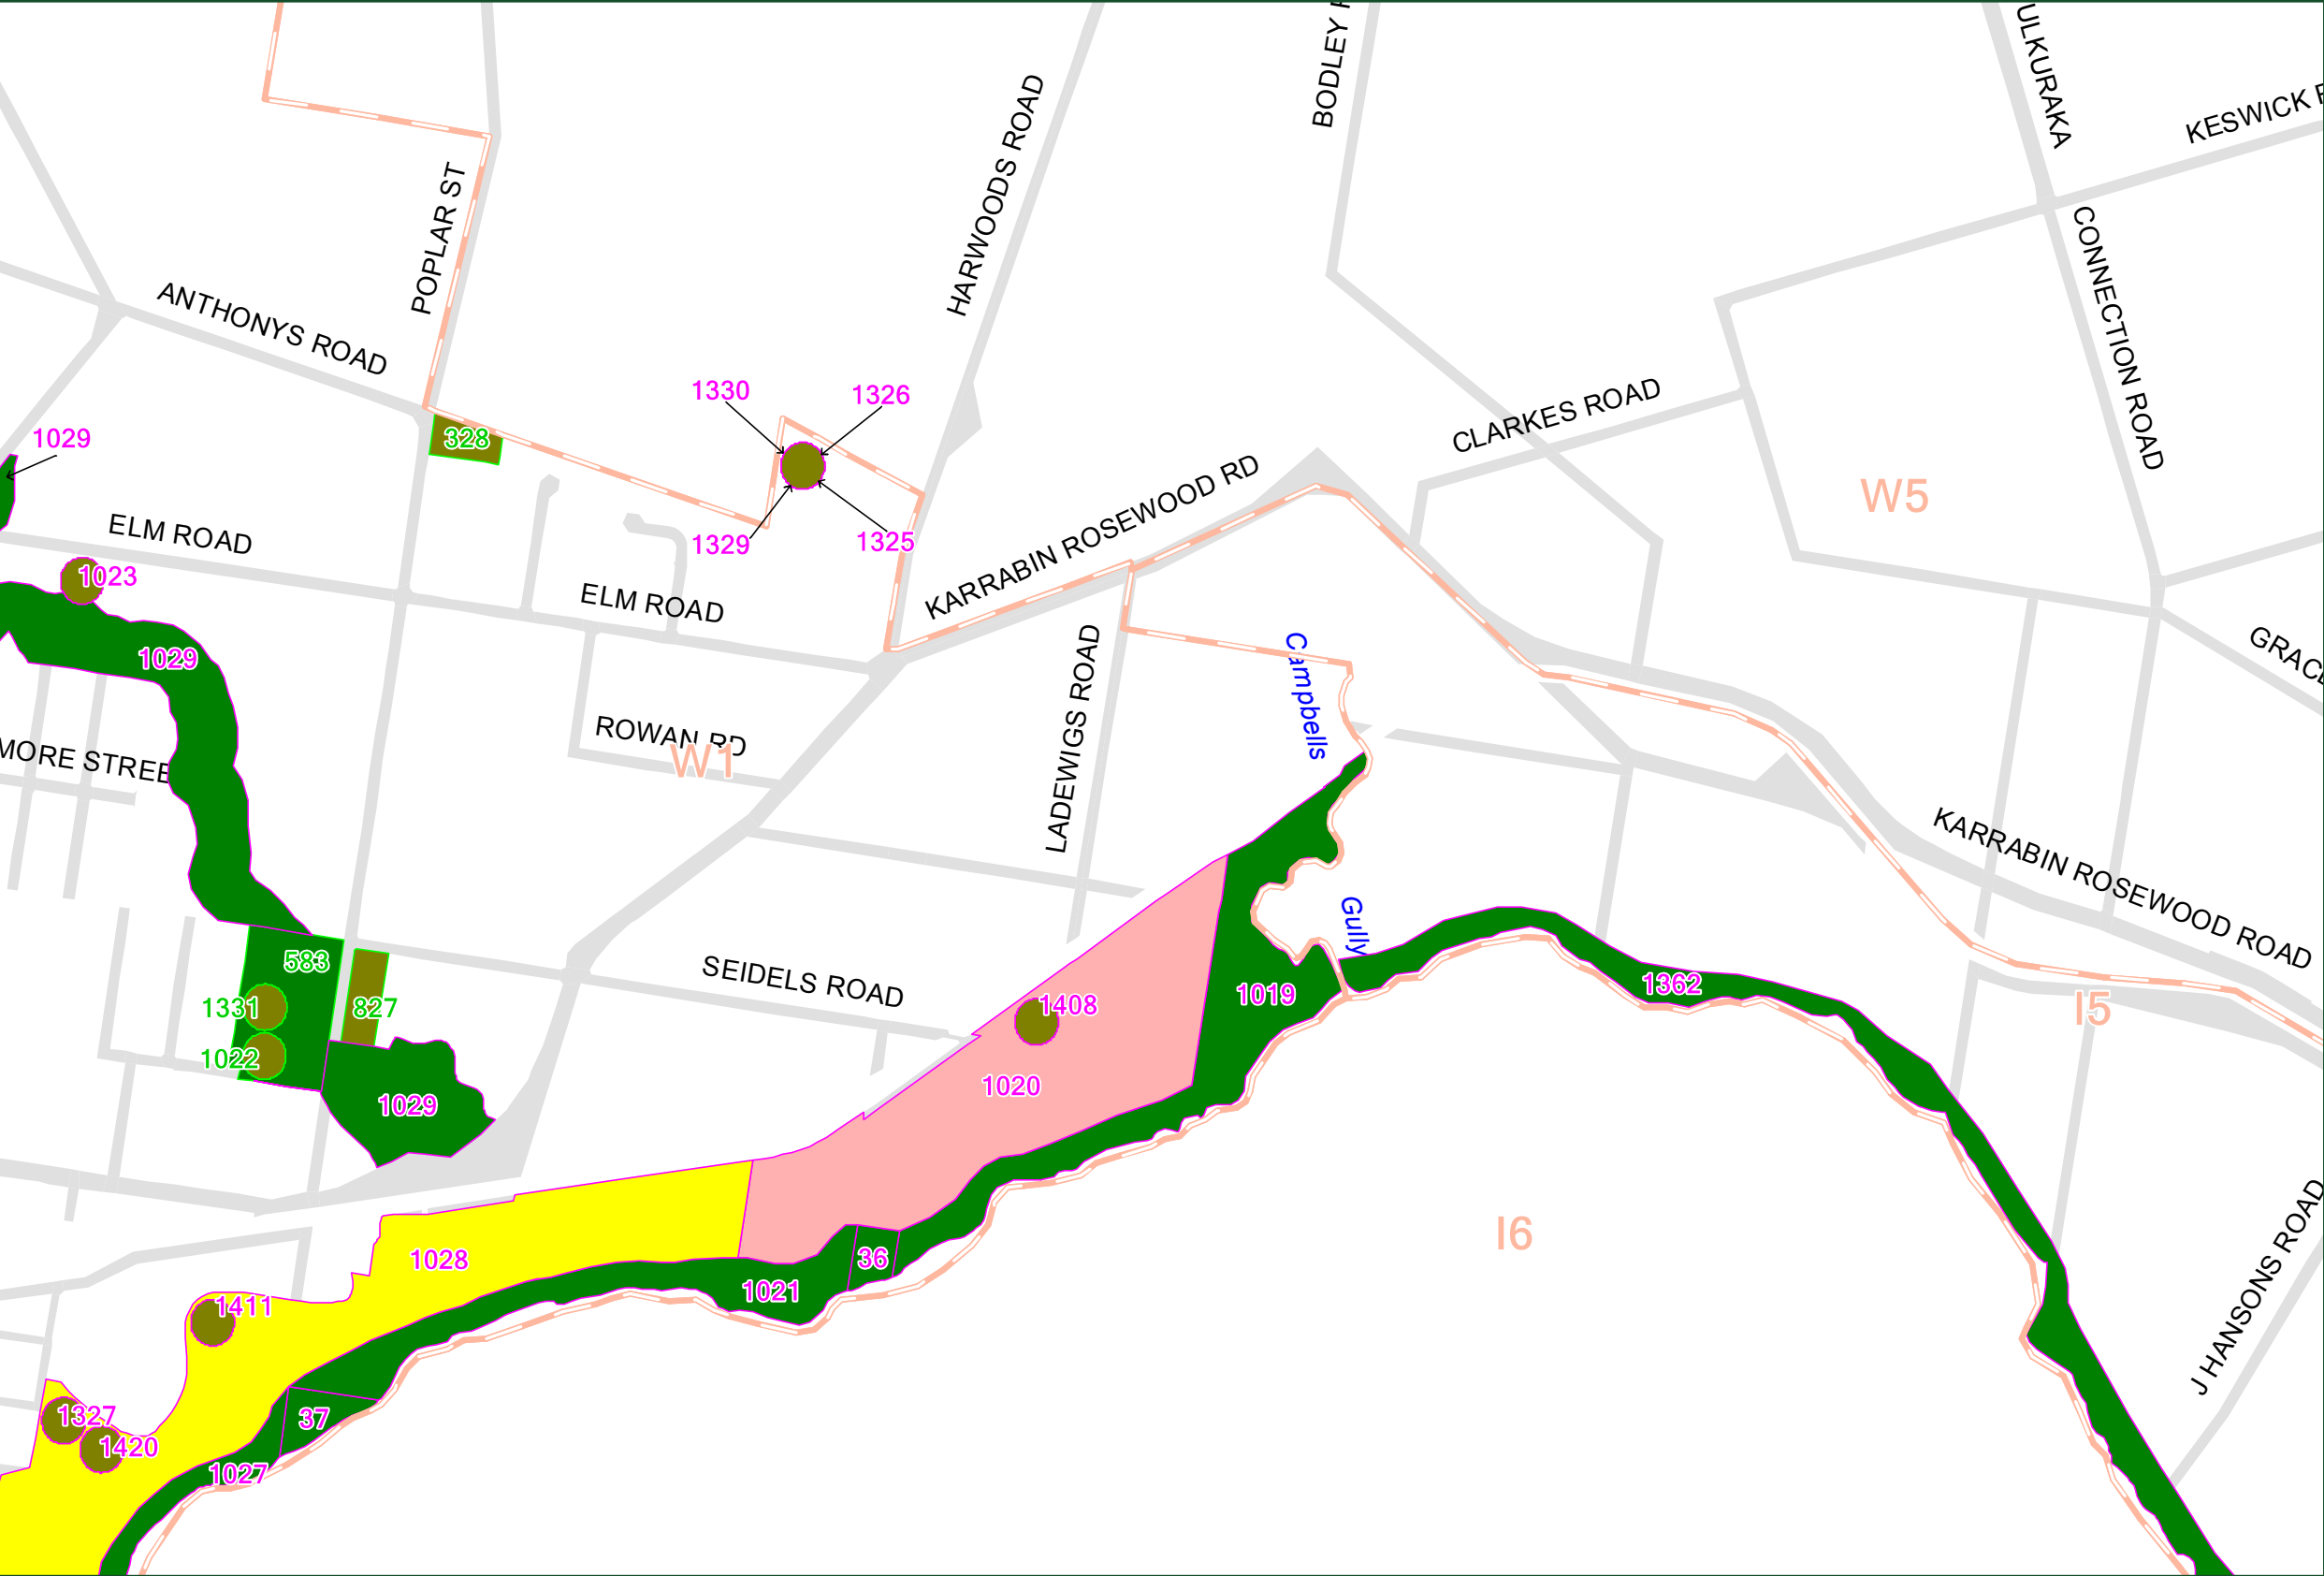 ULKURAKA
BODLEY
KESWICK
HARWOODS ROAD
POPLAR ST
ANTHONYS ROAD
CONNECTION ROAD
1330
1326
CLARKES ROAD
328
1029
W5
KARRABIN ROSEWOOD RD
ELM ROAD
1329
1325
1023
ELM ROAD
1029
GRACE
Campbells
LADEWIGS ROAD
ROWAN RD
W1
MORE STREE
KARRABIN ROSEWOOD ROAD
Gully
583
SEIDELS ROAD
1362
1019
1331
827
1408
I5
1022
1020
1029
I6
1028
36
1021
J HANSONS ROAD
1411
1327
37
1420
1027